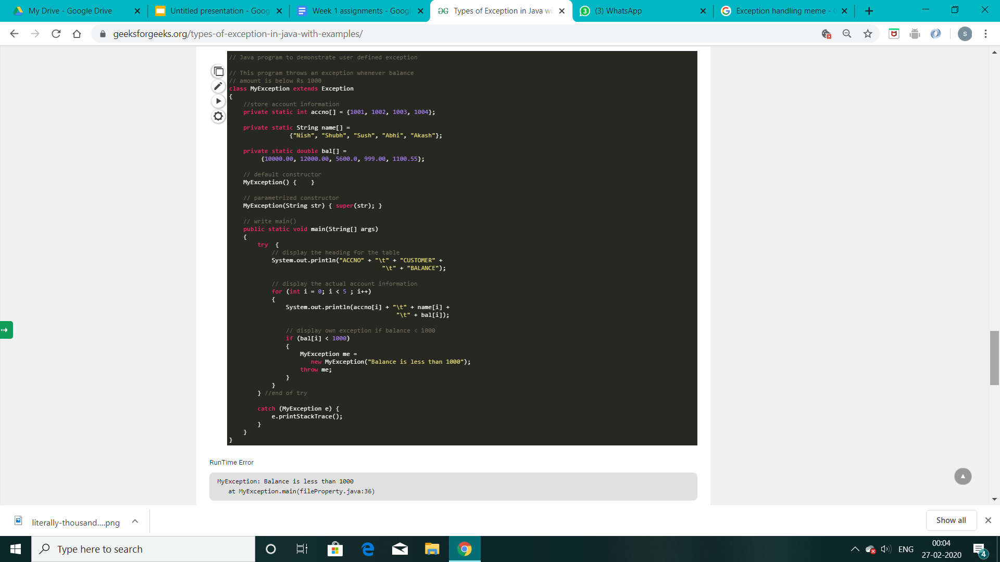 My Drive - Google Drive
Untitled presentation - Goog
Week 1 assignments - Googl
Types of Exception in Java wi
(3) WhatsApp
Exception handling meme -
geeksforgeeks.org/types-of-exception-in-java-with-examples/
S
// Java program to demonstrate user defined exception
// This program throws an exception whenever balance
// amount is below Rs 1000
class MyException extends Exception
{
//store account information
private static int accno[] = {1001, 1002, 1003, 1004};
private static String name[] =
{"Nish", "Shubh", "Sush", "Abhi", "Akash"};
private static double bal[] =
{10000.00, 12000.00, 5600.0, 999.00, 1100.55};
// default constructor
MyException() {    }
// parametrized constructor
MyException(String str) { super(str); }
// write main()
public static void main(String[] args)
{
try  {
// display the heading for the table
System.out.println("ACCNO" + "\t" + "CUSTOMER" +
"\t" + "BALANCE");
// display the actual account information
for (int i = 0; i < 5 ; i++)
{
System.out.println(accno[i] + "\t" + name[i] +
"\t" + bal[i]);
// display own exception if balance < 1000
if (bal[i] < 1000)
{
MyException me =
new MyException("Balance is less than 1000");
throw me;
}
}
} //end of try
catch (MyException e) {
e.printStackTrace();
}
}
}
RunTime Error
MyException: Balance is less than 1000
at MyException.main(fileProperty.java:36)
literally-thousand....png
Show all
Type here to search
ENG
00:04
27-02-2020
4